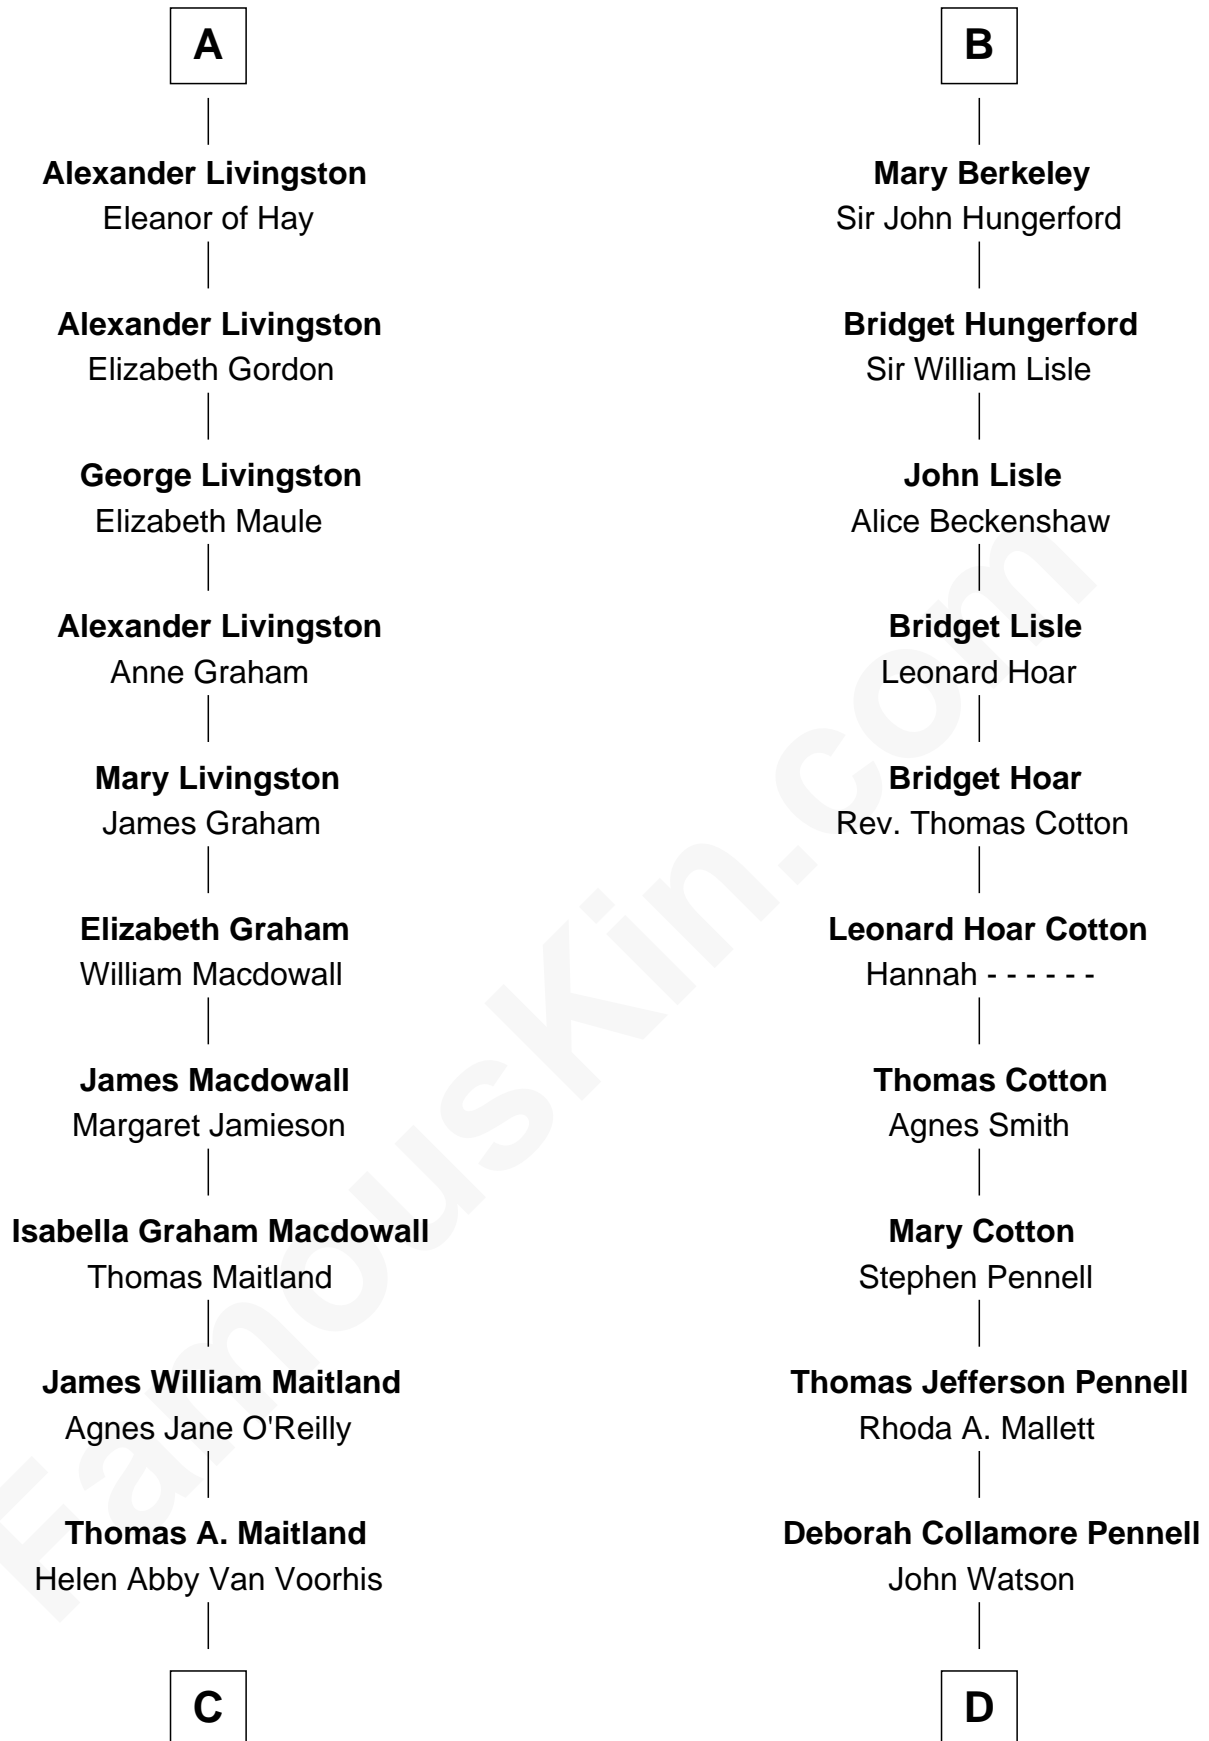 A
Alexander Livingston
Eleanor of Hay
Alexander Livingston
Elizabeth Gordon
George Livingston
Elizabeth Maule
Alexander Livingston
Anne Graham
Mary Livingston
James Graham
Elizabeth Graham
William Macdowall
James Macdowall
Margaret Jamieson
Isabella Graham Macdowall
Thomas Maitland
James William Maitland
Agnes Jane O'Reilly
Thomas A. Maitland
Helen Abby Van Voorhis
C
B
Mary Berkeley
Sir John Hungerford
Bridget Hungerford
Sir William Lisle
John Lisle
Alice Beckenshaw
Bridget Lisle
Leonard Hoar
Bridget Hoar
Rev. Thomas Cotton
Leonard Hoar Cotton
Hannah - - - - - -
Thomas Cotton
Agnes Smith
Mary Cotton
Stephen Pennell
Thomas Jefferson Pennell
Rhoda A. Mallett
Deborah Collamore Pennell
John Watson
D
FamousKin.com